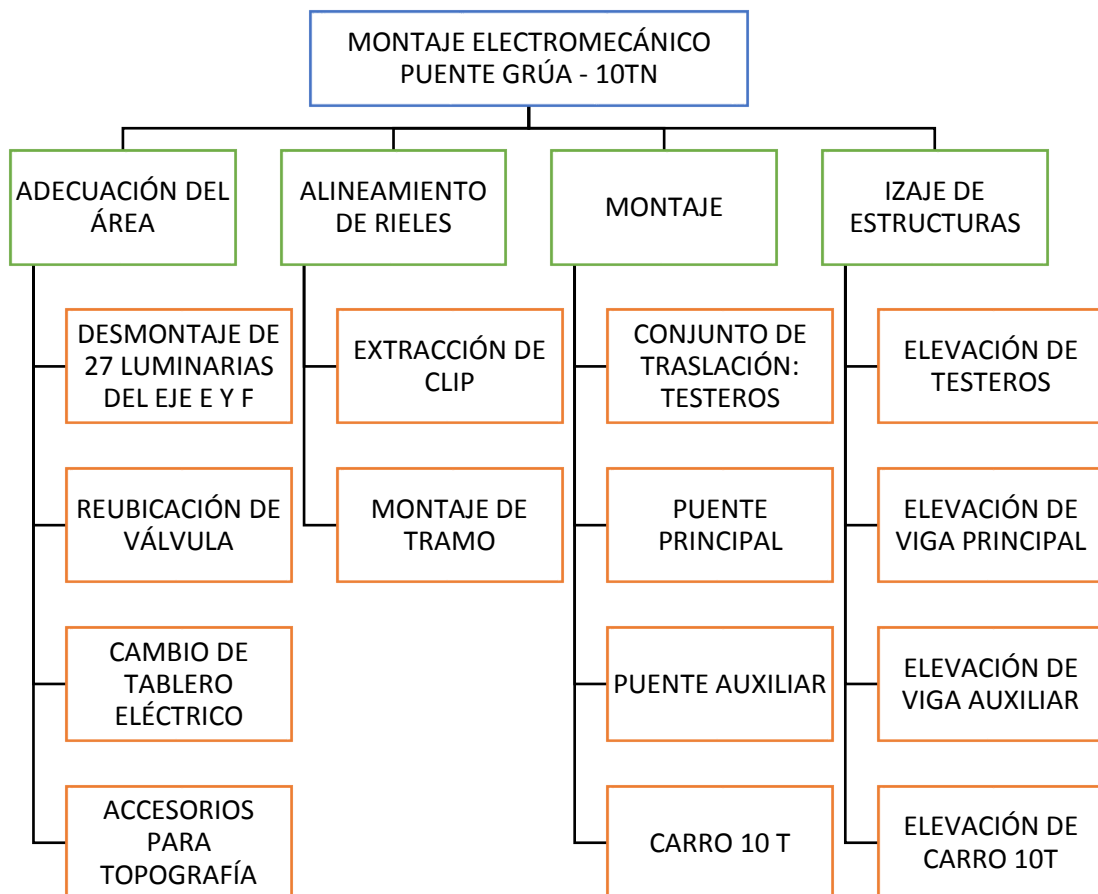 MONTAJE ELECTROMECÁNICO
PUENTE GRÚA - 10TN
ADECUACIÓN DEL
ÁREA
DESMONTAJE DE
27 LUMINARIAS
DEL EJE E Y F
REUBICACIÓN DE
VÁLVULA
CAMBIO DE
TABLERO
ELÉCTRICO
ACCESORIOS
PARA
TOPOGRAFÍA
ALINEAMIENTO
DE RIELES
EXTRACCIÓN DE
CLIP
MONTAJE DE
TRAMO
MONTAJE
CONJUNTO DE
TRASLACIÓN:
TESTEROS
PUENTE
PRINCIPAL
PUENTE AUXILIAR
CARRO 10 T
IZAJE DE
ESTRUCTURAS
ELEVACIÓN DE
TESTEROS
ELEVACIÓN DE
VIGA PRINCIPAL
ELEVACIÓN DE
VIGA AUXILIAR
ELEVACIÓN DE
CARRO 10T